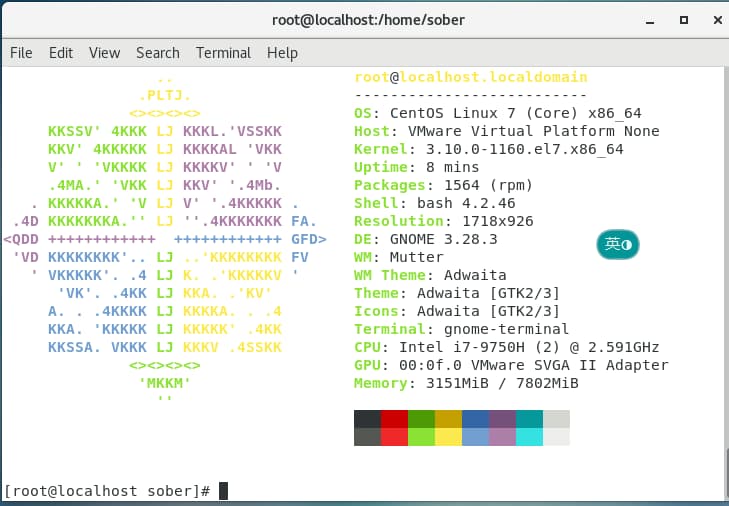 root@localhost:/home/sober
File Edit View Search Terminal Help
..
.PLTJ.
<><><><>
KKSSV' 4KKK LJ KKKL.'VSSKK
KKV' 4KKKKK LJ KKKKAL 'VKK
V' ' 'VKKKK LJ KKKKV' ' 'V
.4MA.' 'VKK LJ KKV' '.4Mb.
. KKKKKA.' 'V LJ V' '.4KKKKK .
.4D KKKKKKKA.'' LJ ''.4KKKKKKK FA.
<QDD ++++++++++++ ++++++++++++ GFD>
'VD KKKKKKKK'.. LJ ..'KKKKKKKK FV
' VKKKKK'. .4 LJ K. .'KKKKKV '
'VK'. .4KK LJ KKA. .'KV'
A. . .4KKKK LJ KKKKA. . .4
KKA. 'KKKKK LJ KKKKK' .4KK
KKSSA. VKKK LJ KKKV .4SSKK
<><><><>
'MKKM'
''
root@localhost.localdomain
--------------------------
OS: CentOS Linux 7 (Core) x86_64
Host: VMware Virtual Platform None
Kernel: 3.10.0-1160.el7.x86_64
Uptime: 8 mins
Packages: 1564 (rpm)
Shell: bash 4.2.46
Resolution: 1718x926
DE: GNOME 3.28.3
WM: Mutter
WM Theme: Adwaita
Theme: Adwaita [GTK2/3]
Icons: Adwaita [GTK2/3]
Terminal: gnome-terminal
CPU: Intel i7-9750H (2) @ 2.591GHz
GPU: 00:0f.0 VMware SVGA II Adapter
Memory: 3151MiB / 7802MiB
英
[root@localhost sober]#